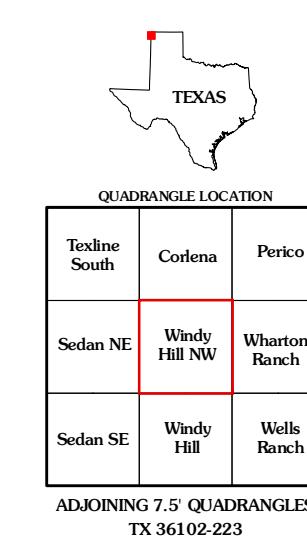 TEXAS
QUADRANGLE LOCATION
Texline
South
Corlena
Perico
Sedan NE
Windy
Hill NW
Wharton
Ranch
Sedan SE
Windy
Hill
Wells
Ranch
ADJOINING 7.5' QUADRANGLES
TX 36102-223